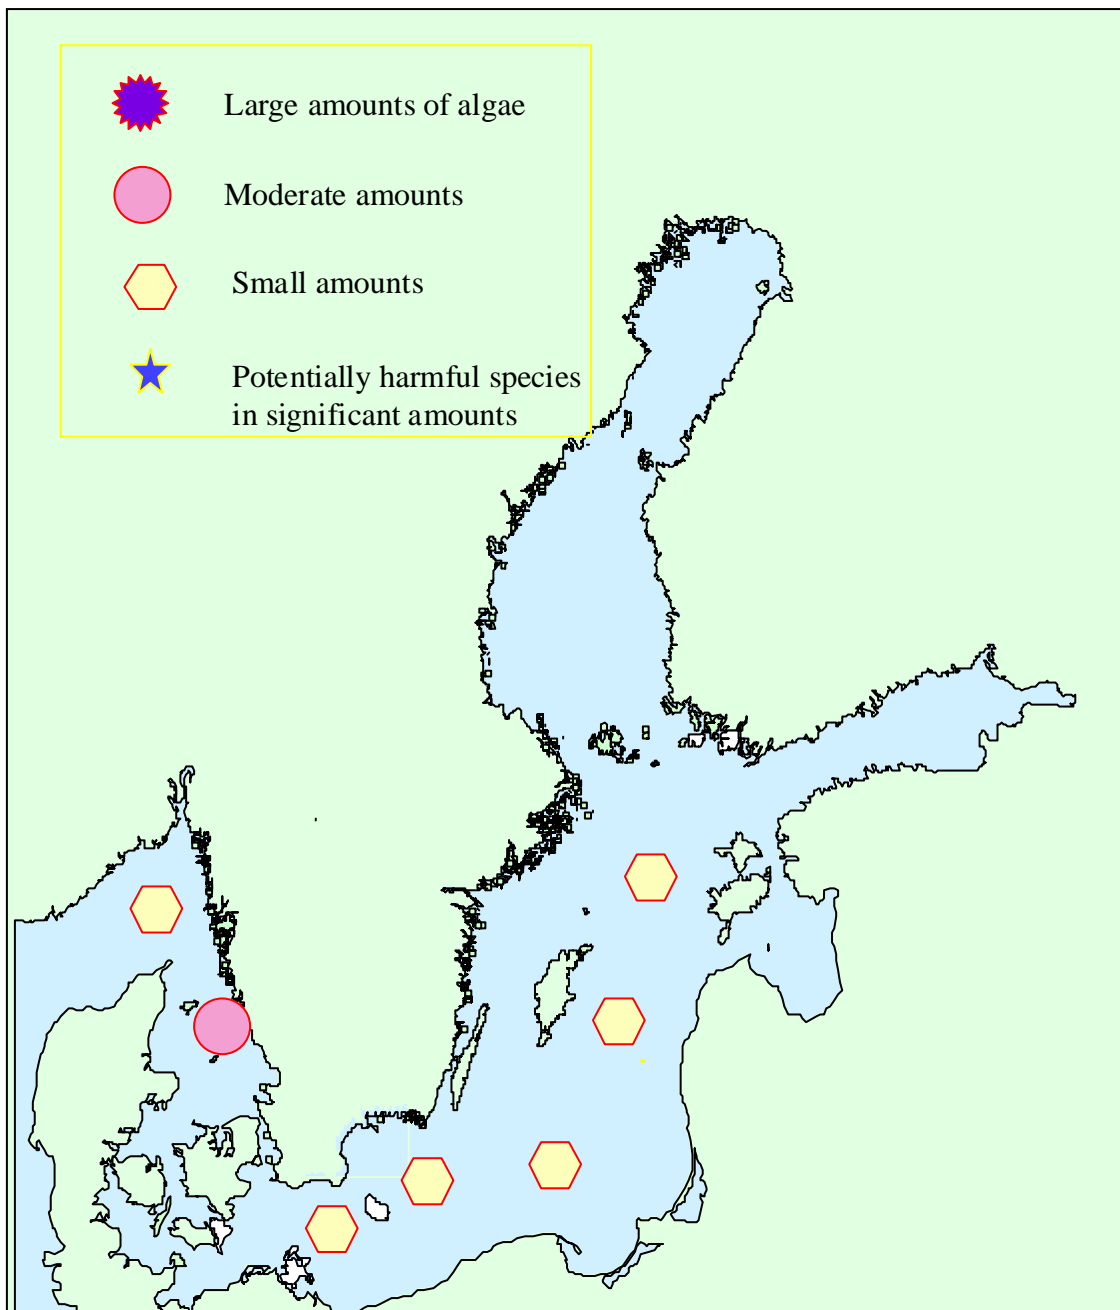 Large amounts of algae
Moderate amounts
Small amounts
Potentially harmful species
in significant amounts